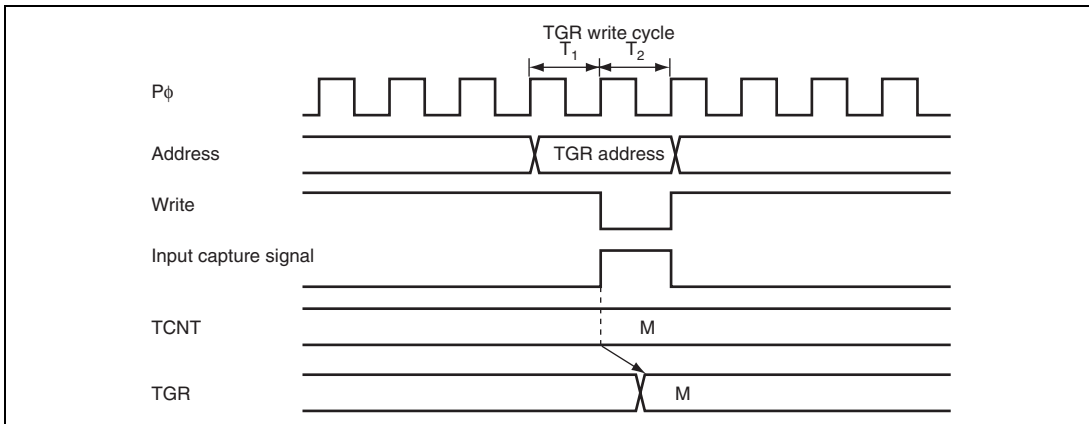 TGR write cycle
T1 T2
Pϕ
Address
TGR address
Write
Input capture signal
TCNT
M
TGR
M